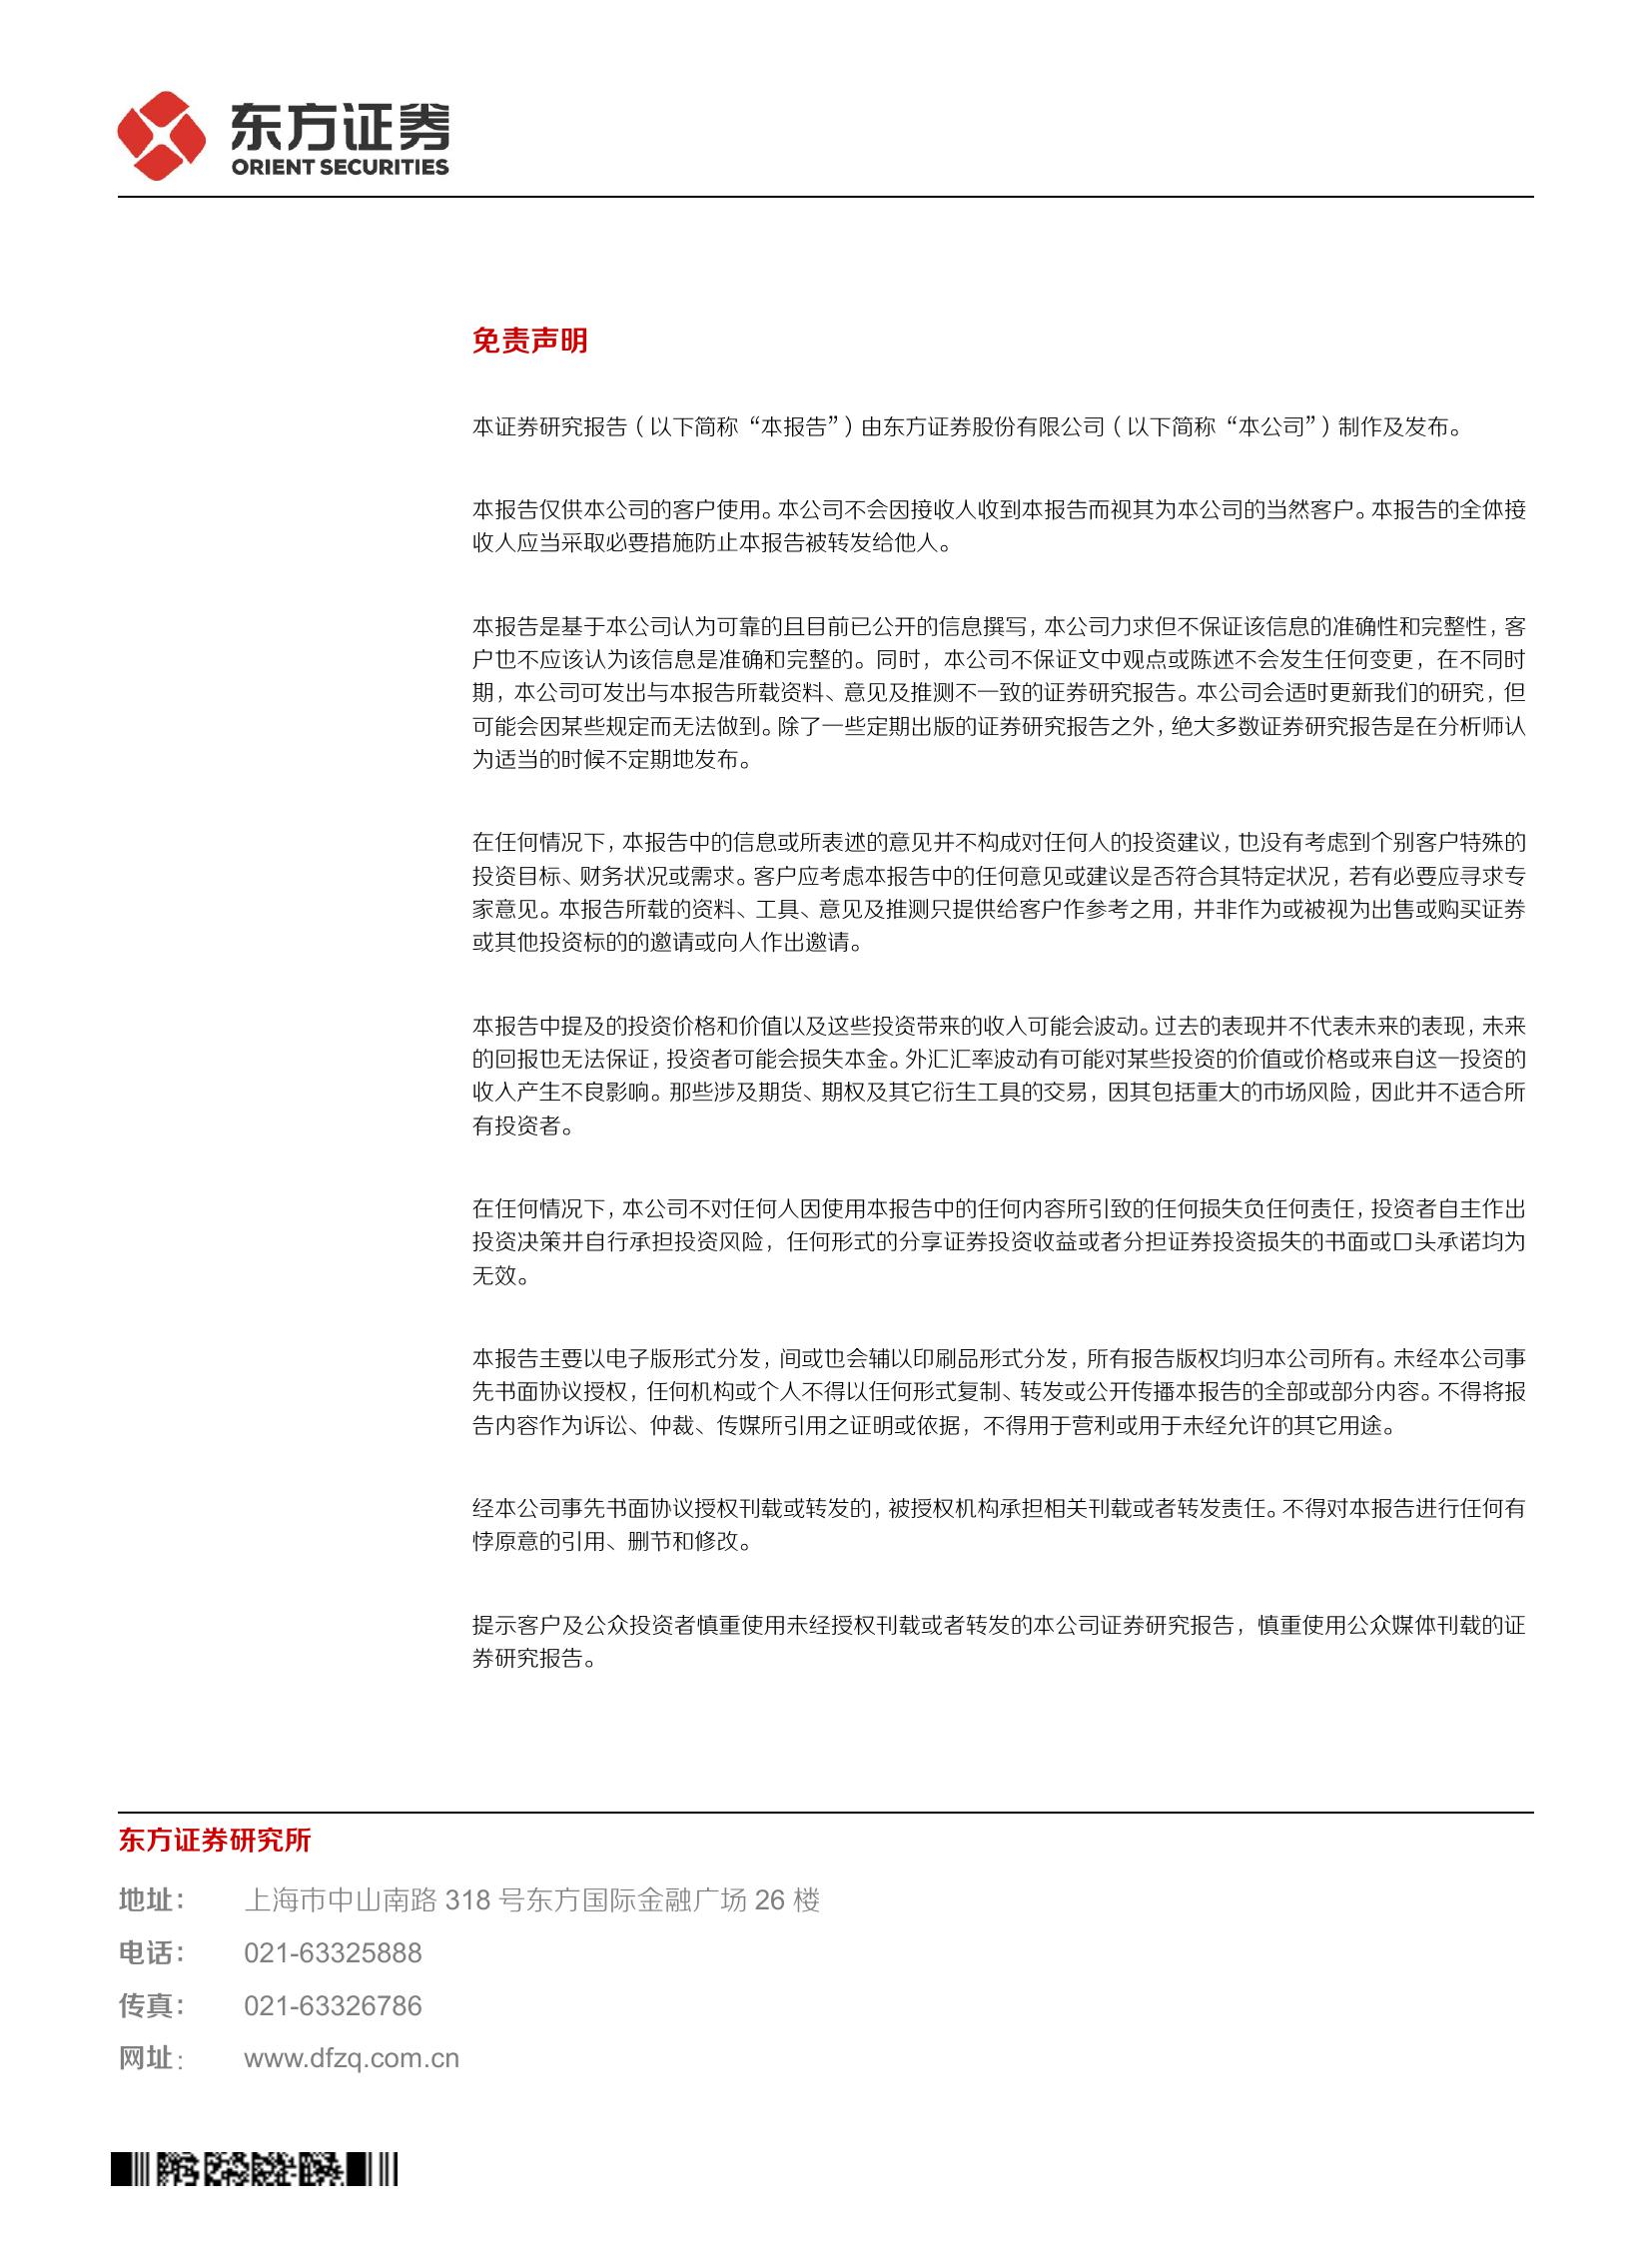 东方证券
ORIENT SECURITIES
免责声明
本证券研究报告（以下简称“本报告”）由东方证券股份有限公司（以下简称“本公司”）制作及发布。
本报告仅供本公司的客户使用。本公司不会因接收人收到本报告而视其为本公司的当然客户。本报告的全体接
收人应当采取必要措施防止本报告被转发给他人。
本报告是基于本公司认为可靠的且目前已公开的信息撰写，本公司力求但不保证该信息的准确性和完整性，客
户也不应该认为该信息是准确和完整的。同时，本公司不保证文中观点或陈述不会发生任何变更，在不同时
期，本公司可发出与本报告所载资料、意见及推测不一致的证券研究报告。本公司会适时更新我们的研究，但
可能会因某些规定而无法做到。除了一些定期出版的证券研究报告之外，绝大多数证券研究报告是在分析师认
为适当的时候不定期地发布。
在任何情况下，本报告中的信息或所表述的意见并不构成对任何人的投资建议，也没有考虑到个别客户特殊的
投资目标、财务状况或需求。客户应考虑本报告中的任何意见或建议是否符合其特定状况，若有必要应寻求专
家意见。本报告所载的资料、工具、意见及推测只提供给客户作参考之用，并非作为或被视为出售或购买证券
或其他投资标的的邀请或向人作出邀请。
本报告中提及的投资价格和价值以及这些投资带来的收入可能会波动。过去的表现并不代表未来的表现，未来
的回报也无法保证，投资者可能会损失本金。外汇汇率波动有可能对某些投资的价值或价格或来自这一投资的
收入产生不良影响。那些涉及期货、期权及其它衍生工具的交易，因其包括重大的市场风险，因此并不适合所
有投资者。
在任何情况下，本公司不对任何人因使用本报告中的任何内容所引致的任何损失负任何责任，投资者自主作出
投资决策并自行承担投资风险，任何形式的分享证券投资收益或者分担证券投资损失的书面或口头承诺均为
无效。
本报告主要以电子版形式分发，间或也会辅以印刷品形式分发，所有报告版权均归本公司所有。未经本公司事
先书面协议授权，任何机构或个人不得以任何形式复制、转发或公开传播本报告的全部或部分内容。不得将报
告内容作为诉讼、仲裁、传媒所引用之证明或依据，不得用于营利或用于未经允许的其它用途。
经本公司事先书面协议授权刊载或转发的，被授权机构承担相关刊载或者转发责任。不得对本报告进行任何有
悖原意的引用、删节和修改。
提示客户及公众投资者慎重使用未经授权刊载或者转发的本公司证券研究报告，慎重使用公众媒体刊载的证
券研究报告。
东方证券研究所
地址： 上海市中山南路 318 号东方国际金融广场 26 楼
电话： 021-63325888
传真： 021-63326786
网址： www.dfzq.com.cn